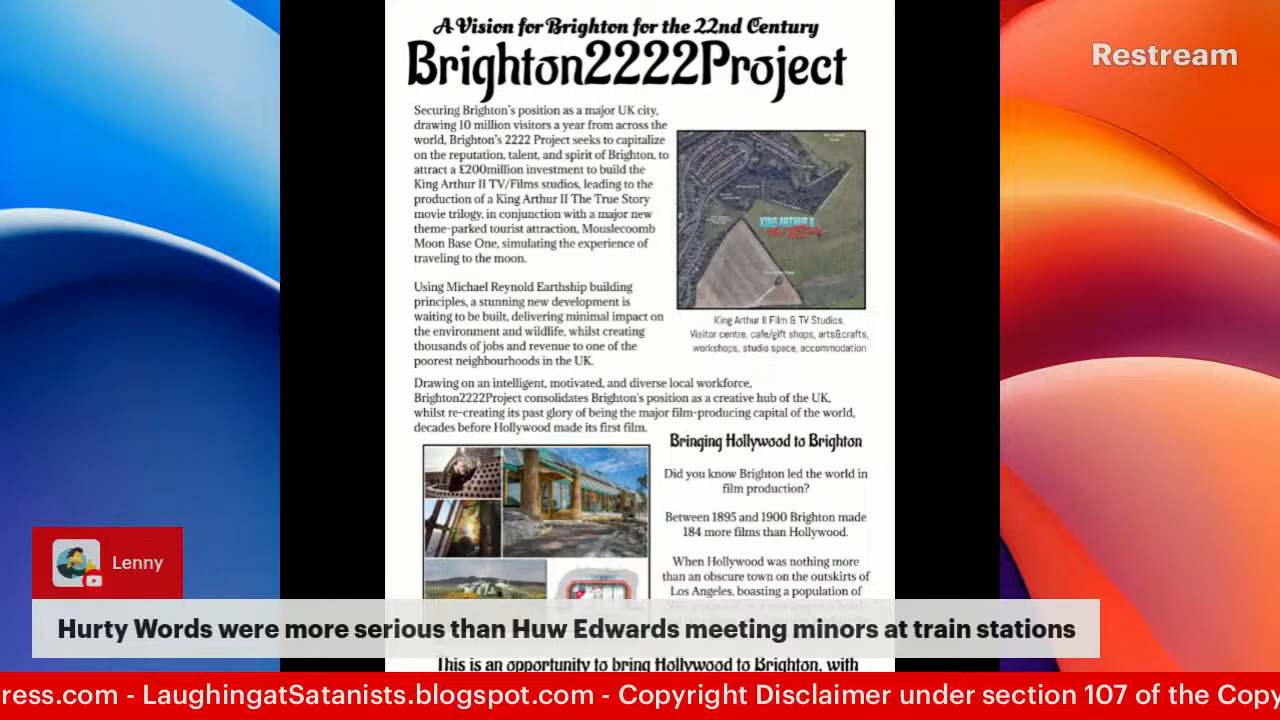 A Vision for Brighton for the 22nd Century
Brighton2222Project
Restream
Securing Brighton's position as a major UK city,
drawing 10 million visitors a year from across the
world, Brighton's 2222 Project seeks to capitalize
on the reputation, talent, and spirit of Brighton, to
attract a £200million investment to build the
King Arthur II TV/Films studios, leading to the
production of a King Arthur II The True Story
movie trilogy, in conjunction with a major new
theme-parked tourist attraction, Mouslecoomb
Moon Base One, simulating the experience of
traveling to the moon.
KING ARTHUR II
King Arthur II Film & TV Studios.
Visitor centre, cafe/gift shops, arts&crafts,
workshops, studio space, accommodation
Using Michael Reynold Earthship building
principles, a stunning new development is
waiting to be built, delivering minimal impact on
the environment and wildlife, whilst creating
thousands of jobs and revenue to one of the
poorest neighbourhoods in the UK.
Drawing on an intelligent, motivated, and diverse local workforce,
Brighton2222Project consolidates Brighton's position as a creative hub of the UK,
whilst re-creating its past glory of being the major film-producing capital of the world,
decades before Hollywood made its first film.
Bringing Hollywood to Brighton
Did you know Brighton led the world in
film production?
Between 1895 and 1900 Brighton made
184 more films than Hollywood.
When Hollywood was nothing more
than an obscure town on the outskirts of
Los Angeles, boasting a population of
Lenny
Hurty Words were more serious than Huw Edwards meeting minors at train stations
This is an opportunity to bring Hollywood to Brighton, with
ress.com - LaughingatSatanists.blogspot.com - Copyright Disclaimer under section 107 of the Copy